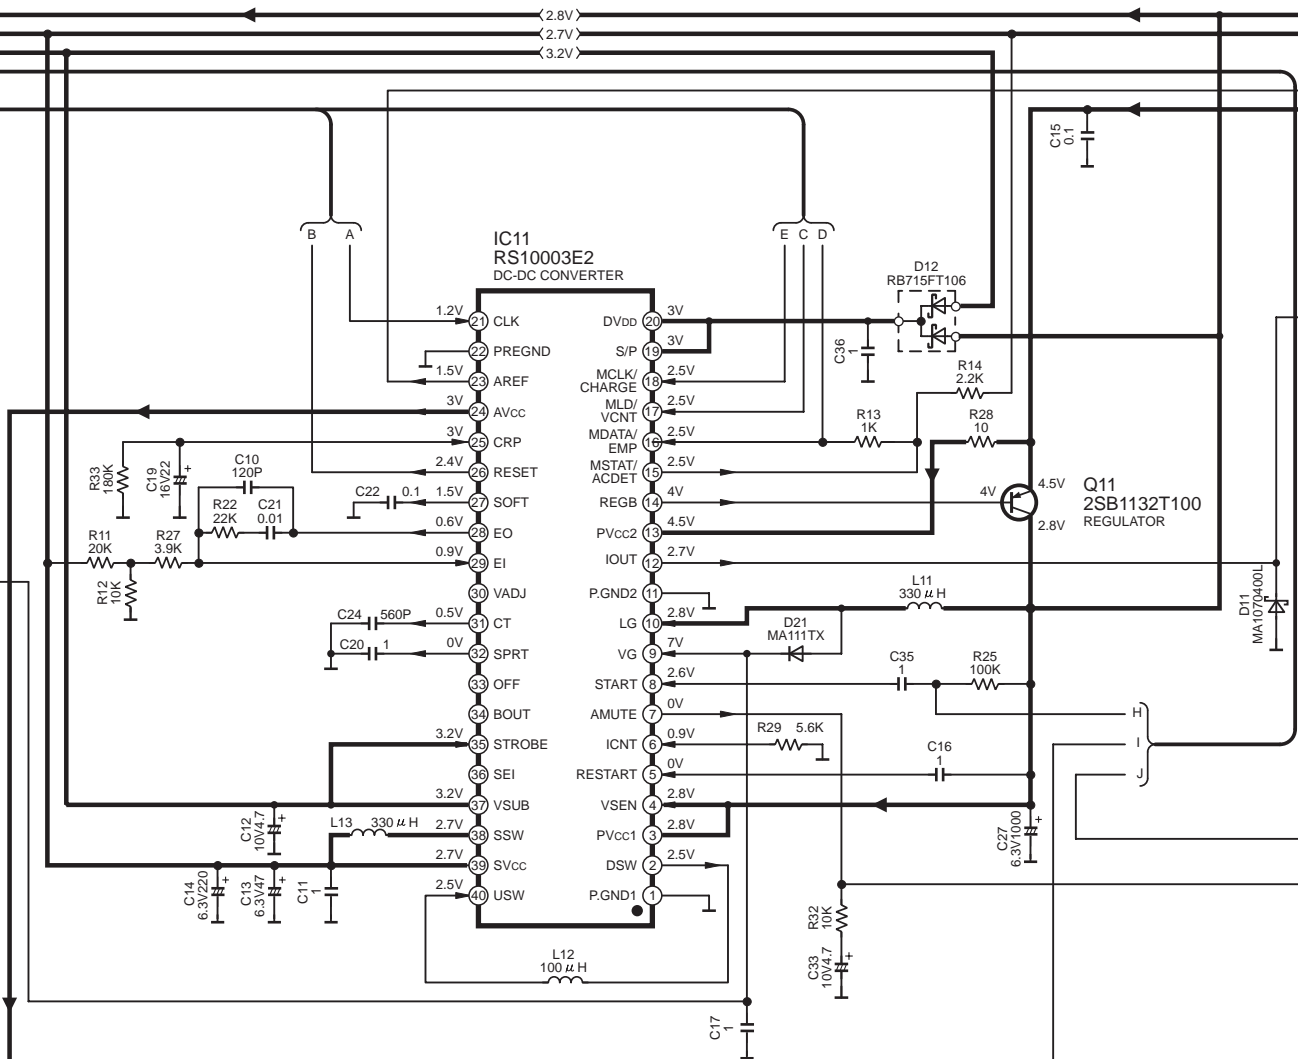 2.8V
2.7V
3.2V
C15
0.1
B A
E C D
IC11
RS10003E2
DC-DC CONVERTER
D12
RB715FT106
1.2V
21 CLK
22 PREGND
1.5V
23 AREF
3V
24 AVCC
3V
25 CRP
2.4V
26 RESET
1.5V
27 SOFT
0.6V
28 EO
0.9V
29 EI
30 VADJ
0.5V
31 CT
0V
32 SPRT
33 OFF
34 BOUT
3.2V
35 STROBE
36 SEI
3.2V
37 VSUB
2.7V
38 SSW
2.7V
39 SVCC
2.5V
40 USW
DVDD 20
3V
S/P 19
3V
MCLK/
CHARGE 18
2.5V
MLD/
VCNT 17
2.5V
MDATA/
EMP 16
2.5V
MSTAT/
ACDET 15
2.5V
REGB 14
4V
PVCC2 13
4.5V
IOUT 12
2.7V
P.GND2 11
LG 10
2.8V
VG 9
7V
START 8
2.6V
AMUTE 7
0V
ICNT 6
0.9V
RESTART 5
0V
VSEN 4
2.8V
PVCC1 3
2.8V
DSW 2
2.5V
P.GND1 1
C36
1
R14
2.2K
R13
1K
R28
10
4V
4.5V
2.8V
Q11
2SB1132T100
REGULATOR
R33
180K
C19
16V22
+
C10
120P
R22
22K
C21
0.01
C22 0.1
R11
20K
R27
3.9K
R12
10K
C24 560P
C20 1
L11
330 μ H
D21
MA111TX
D11
MA1070400L
C35
1
R25
100K
R29 5.6K
C16
1
H
I
J
C12
10V4.7
+
L13 330 μ H
C14
6.3V220
+
C13
6.3V47
+
C11
1
C27
6.3V1000
+
R32
10K
C33
10V4.7
+
L12
100 μ H
C17
1